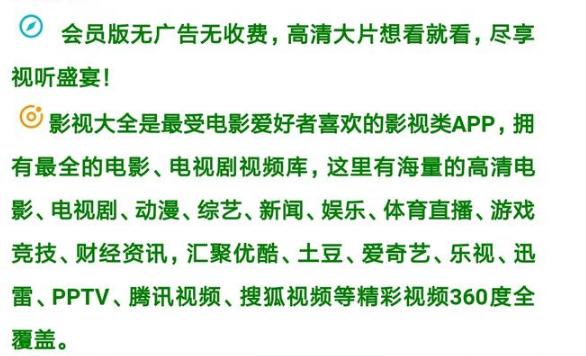 会员版无广告无收费，高清大片想看就看，尽享
视听盛宴！
影视大全是最受电影爱好者喜欢的影视类APP，拥
有最全的电影、电视剧视频库，这里有海量的高清电
影、电视剧、动漫、综艺、新闻、娱乐、体育直播、游戏
竞技、财经资讯，汇聚优酷、土豆、爱奇艺、乐视、迅
雷、PPTV、腾讯视频、搜狐视频等精彩视频360度全
覆盖。